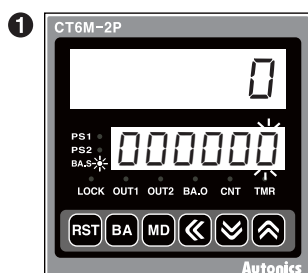 ❶
CT6M-2P
0
PS1
PS2
BA.S
000000
LOCK OUT1 OUT2 BA.O CNT TMR
RST BA MD
Autonics